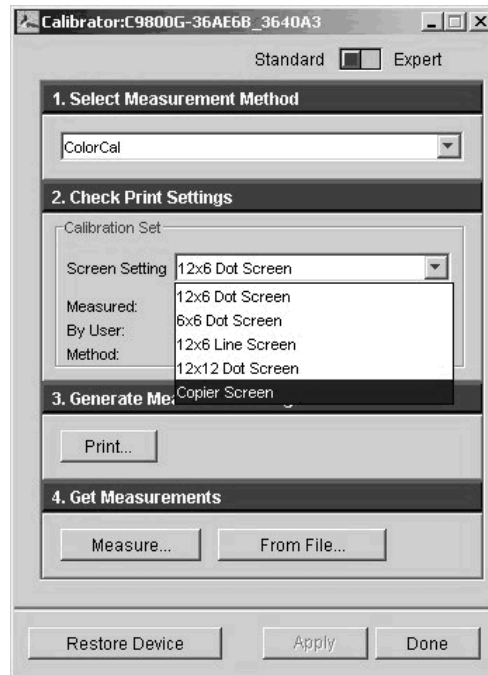 Calibrator:C9800G-36AE6B_3640A3
Standard Expert
1. Select Measurement Method
ColorCal
2. Check Print Settings
Calibration Set
Screen Setting 12x6 Dot Screen
12x6 Dot Screen
Measured:
6x6 Dot Screen
By User:
12x6 Line Screen
Method:
12x12 Dot Screen
Copier Screen
3. Generate Me
Print...
4. Get Measurements
Measure... From File...
Restore Device Apply Done